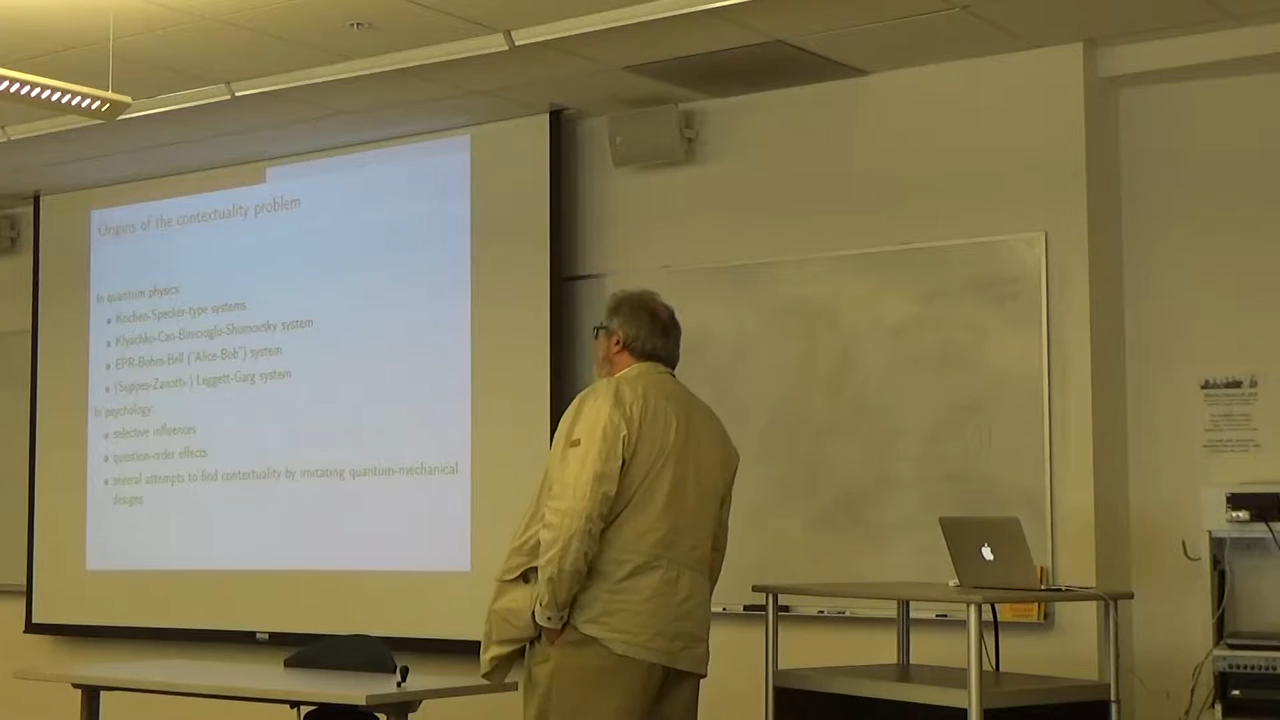 Origins of the contextuality problem
In quantum physics:
Kochen-Specker-type systems
Klyachko-Can-Binicioglu-Shumovsky system
EPR-Bohm-Bell ("Alice-Bob") system
(Suppes-Zanotti-) Leggett-Garg system
In psychology:
selective influences
question-order effects
several attempts to find contextuality by imitating quantum-mechanical
designs